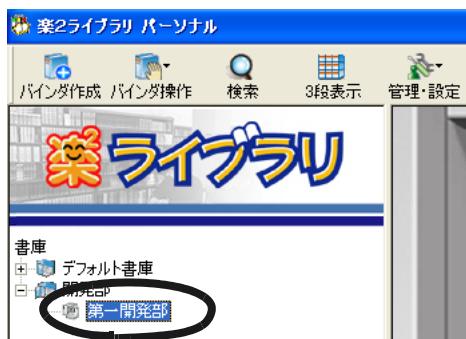 楽2ライブラリ パーソナル
バインダ作成 バインダ操作 検索 3段表示 管理・設定
楽ライブラリ
書庫
デフォルト書庫
開発部
第一開発部